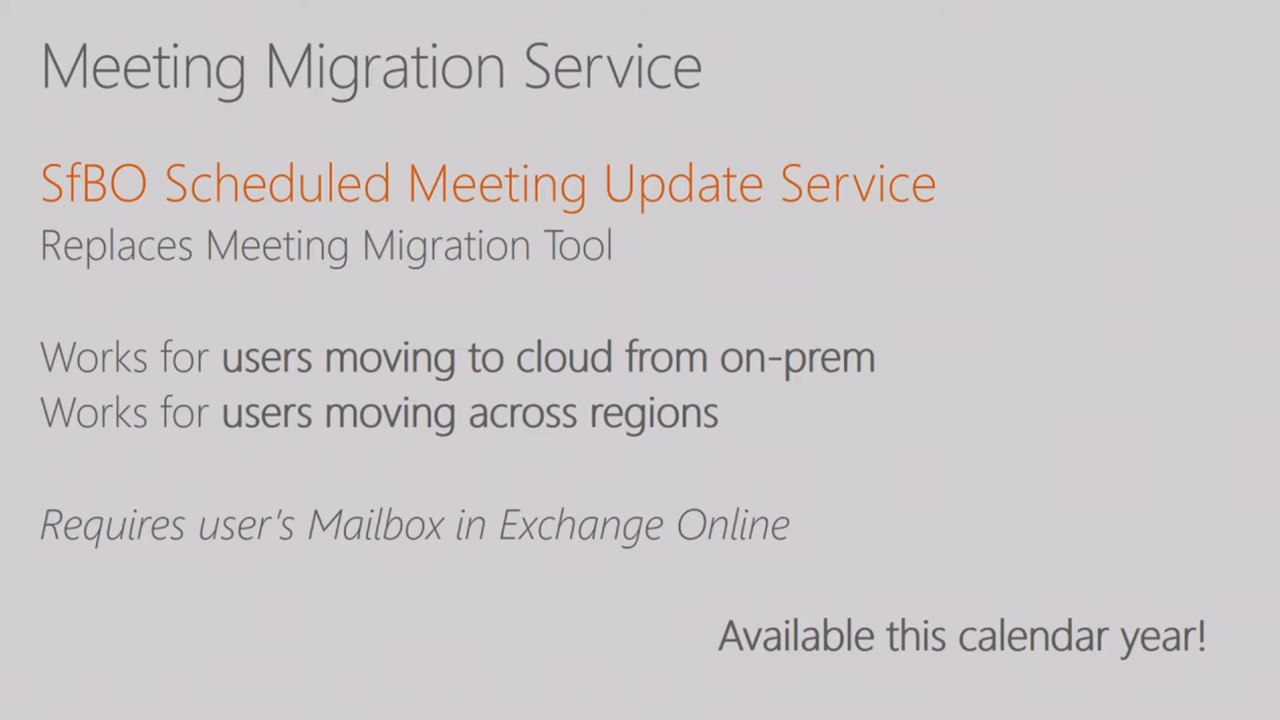 Meeting Migration Service
SfBO Scheduled Meeting Update Service
Replaces Meeting Migration Tool
Works for users moving to cloud from on-prem
Works for users moving across regions
Requires user's Mailbox in Exchange Online
Available this calendar year!